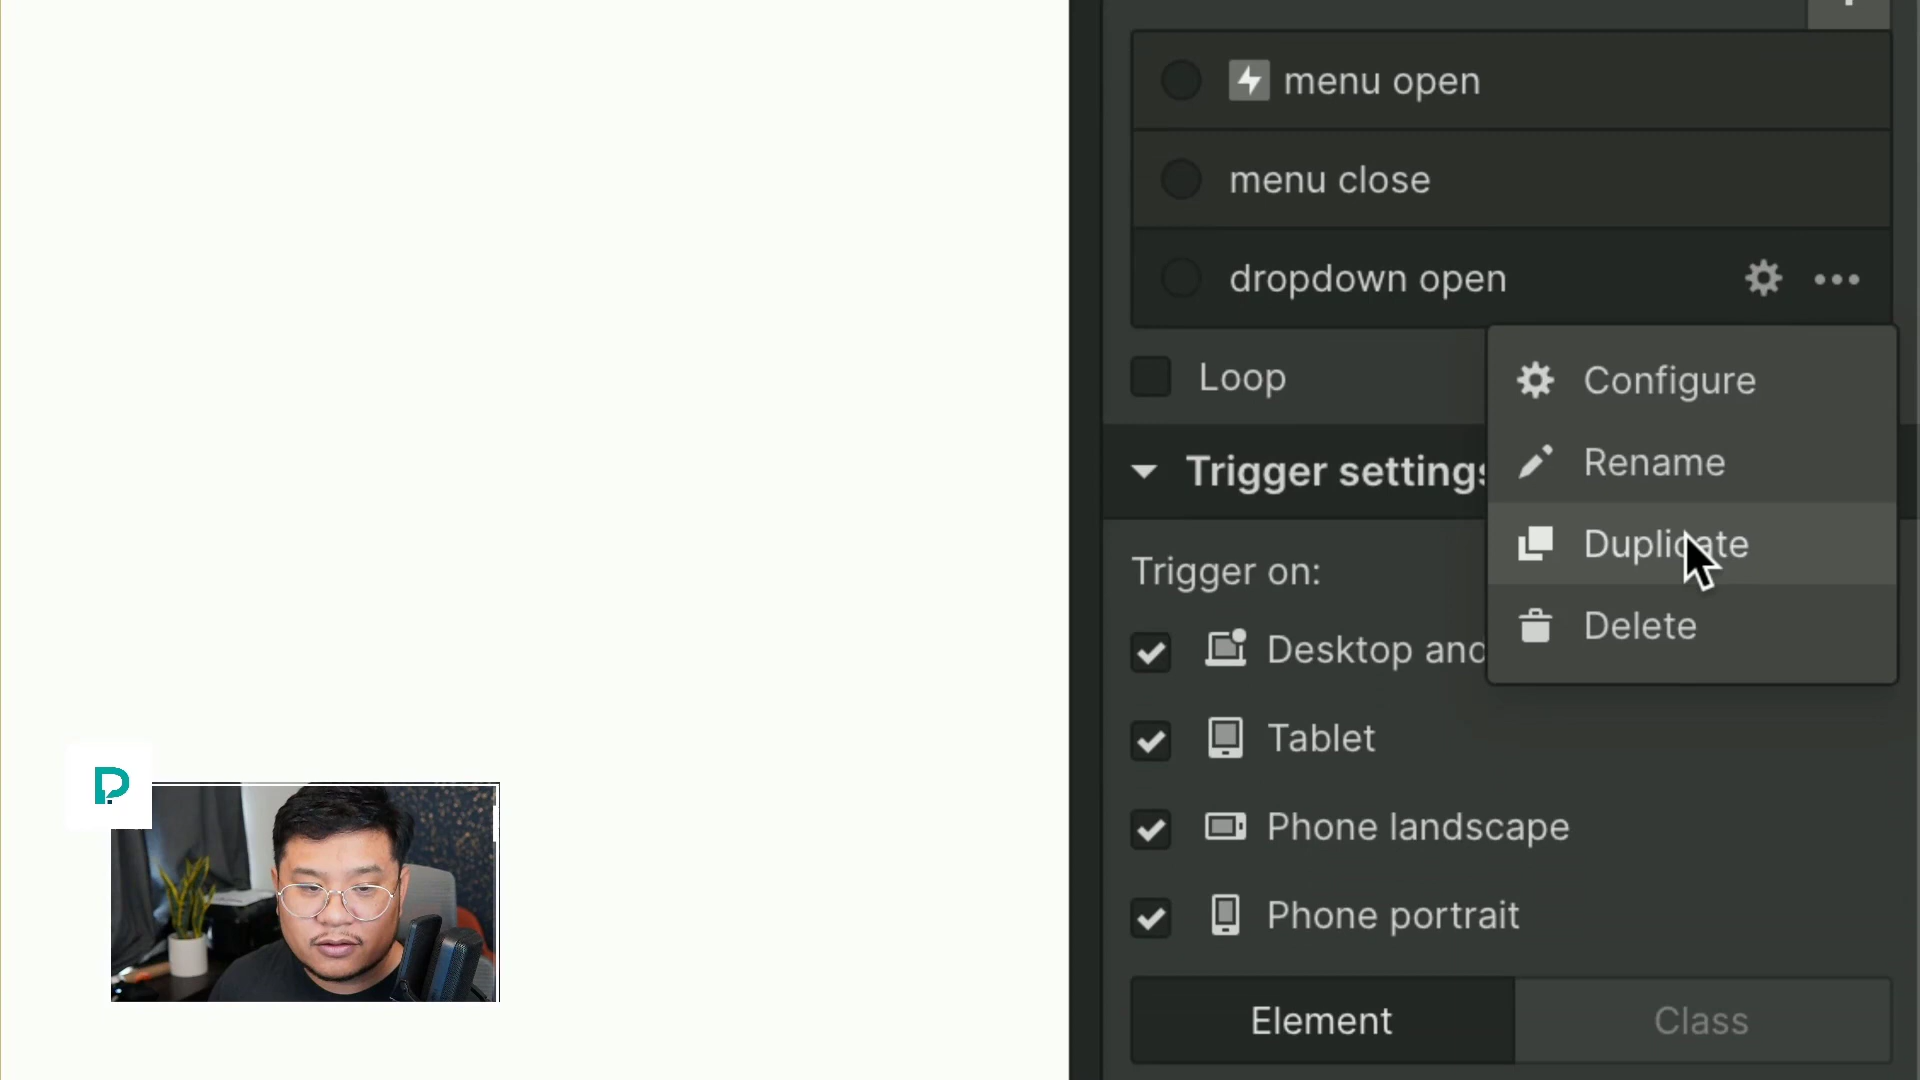 menu open
menu close
dropdown open
Loop
Configure
Rename
Duplicate
Delete
Trigger settings
Trigger on:
Desktop and
Tablet
Phone landscape
Phone portrait
Element
Class